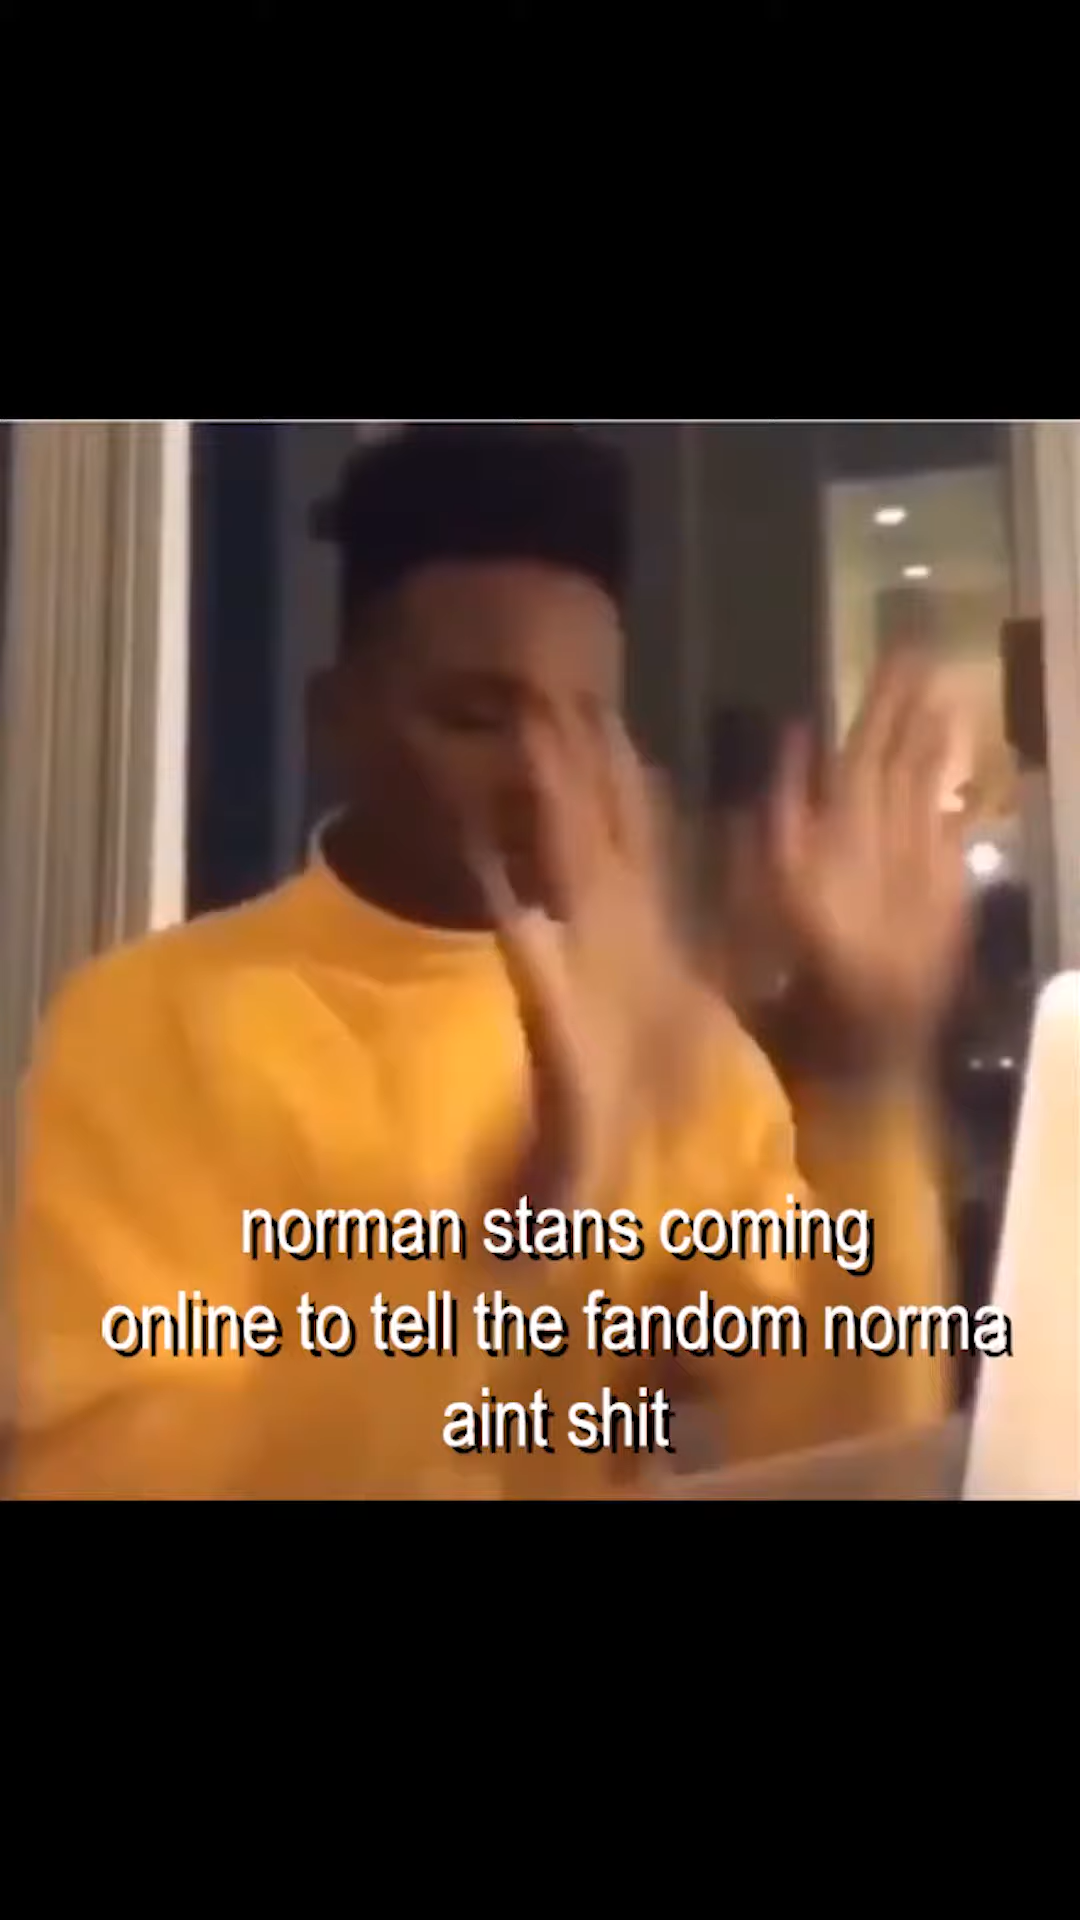 norman stans coming
online to tell the fandom norma
aint shit